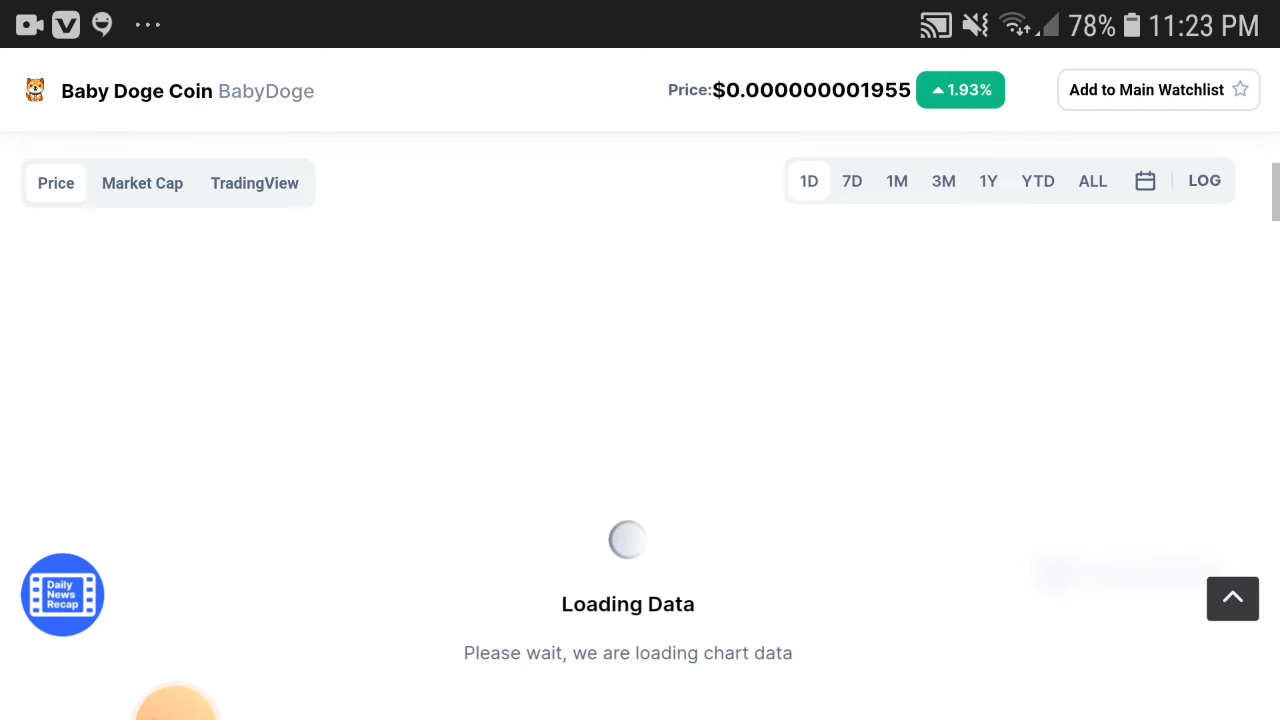 78% 11:23 PM
Baby Doge Coin BabyDoge
Price:$0.000000001955 1.93%
Add to Main Watchlist
Price Market Cap TradingView
1D 7D 1M 3M 1Y YTD ALL LOG
Daily
News
Recap
Loading Data
Please wait, we are loading chart data